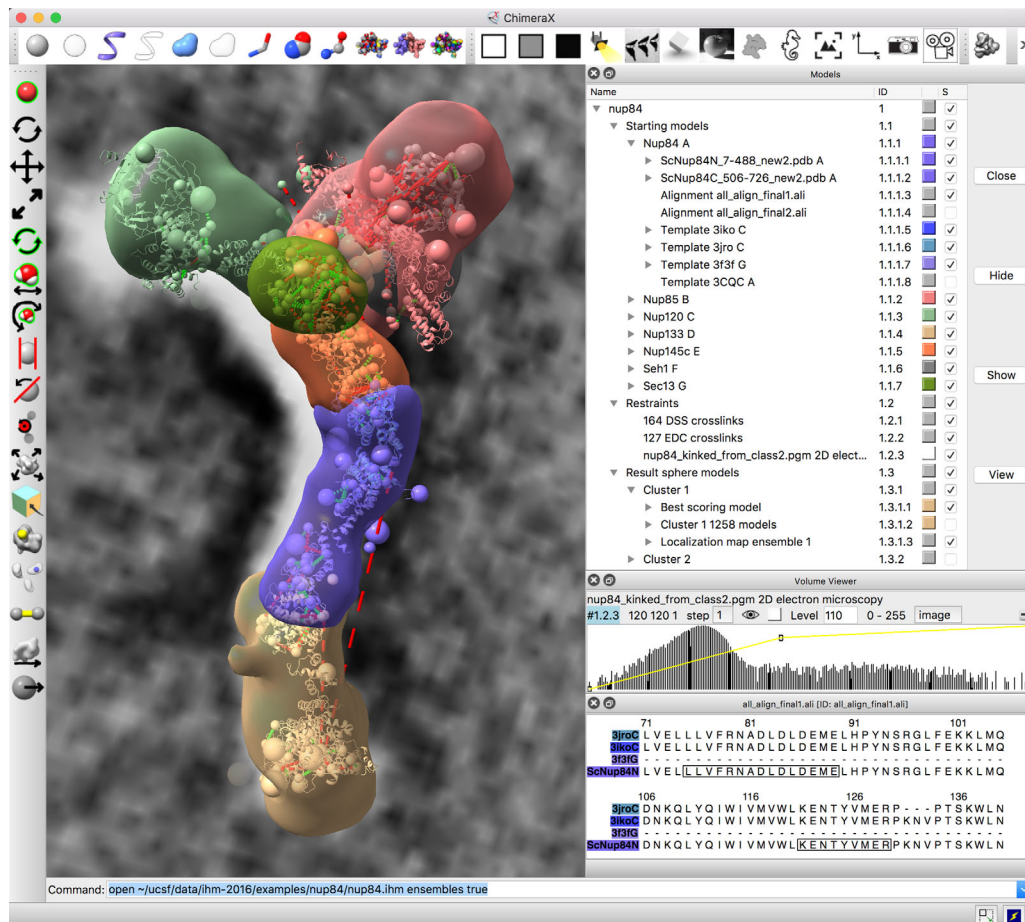 ChimeraX
Models
Name ID S
nup84 1
Starting models 1.1
Nup84 A 1.1.1
ScNup84N_7-488_new2.pdb A 1.1.1.1
ScNup84C_506-726_new2.pdb A 1.1.1.2
Alignment all_align_final1.ali 1.1.1.3
Alignment all_align_final2.ali 1.1.1.4
Template 3iko C 1.1.1.5
Template 3jro C 1.1.1.6
Template 3f3f G 1.1.1.7
Template 3CQC A 1.1.1.8
Nup85 B 1.1.2
Nup120 C 1.1.3
Nup133 D 1.1.4
Nup145c E 1.1.5
Seh1 F 1.1.6
Sec13 G 1.1.7
Restraints 1.2
164 DSS crosslinks 1.2.1
127 EDC crosslinks 1.2.2
nup84_kinked_from_class2.pgm 2D elect... 1.2.3
Result sphere models 1.3
Cluster 1 1.3.1
Best scoring model 1.3.1.1
Cluster 1 1258 models 1.3.1.2
Localization map ensemble 1 1.3.1.3
Cluster 2 1.3.2
Close
Hide
Show
View
Volume Viewer
nup84_kinked_from_class2.pgm 2D electron microscopy
#1.2.3 120 120 1 step 1 Level 110 0 - 255 image
all_align_final1.ali [ID: all_align_final1.ali]
71 81 91 101
3jroC L V E L L L V F R N A D L D L D E M E L H P Y N S R G L F E K K L M Q
3ikoC L V E L L L V F R N A D L D L D E M E L H P Y N S R G L F E K K L M Q
3f3fG - - - - - - - - - - - - - - - - - - - - - - - - - - - - - - - - - - -
ScNup84N L V E L L L V F R N A D L D L D E M E L H P Y N S R G L F E K K L M Q
106 116 126 136
3jroC D N K Q L Y Q I W I V M V W L K E N T Y V M E R P - - - P T S K W L N
3ikoC D N K Q L Y Q I W I V M V W L K E N T Y V M E R P K N V P T S K W L N
3f3fG - - - - - - - - - - - - - - - - - - - - - - - - - - - - - - - - - - -
ScNup84N D N K Q L Y Q I W I V M V W L K E N T Y V M E R P K N V P T S K W L N
Command: open ~/ucsf/data/ihm-2016/examples/nup84/nup84.ihm ensembles true